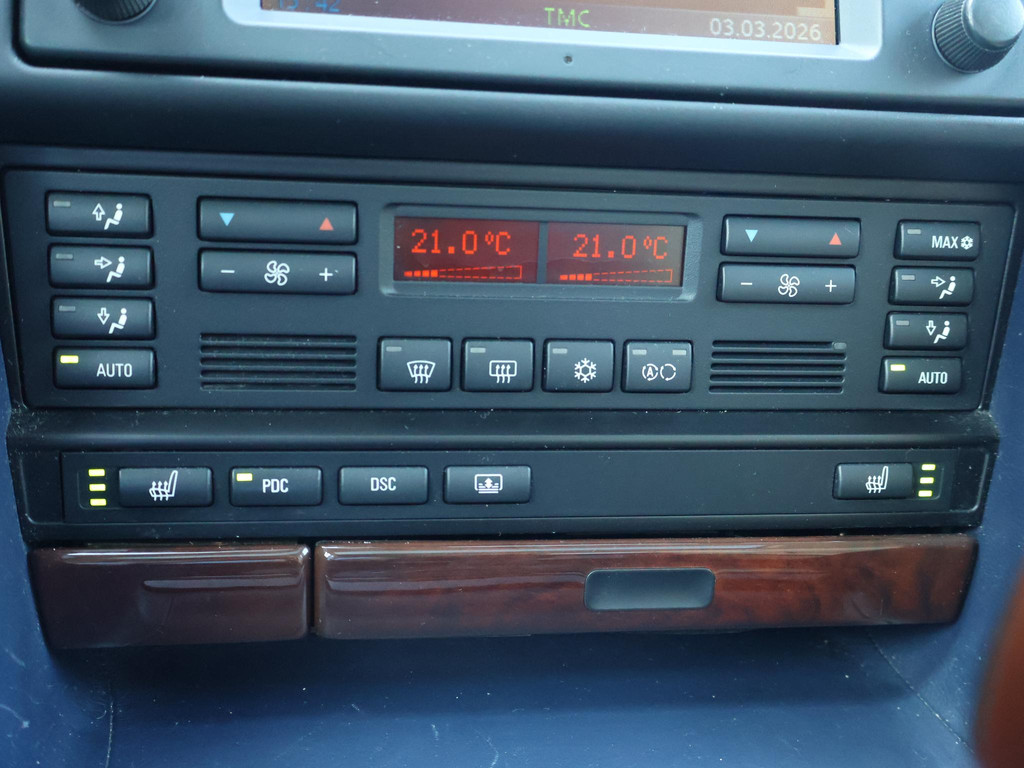 TMC
03.03.2026
21.0°C 21.0°C
MAX
AUTO
AUTO
PDC
DSC